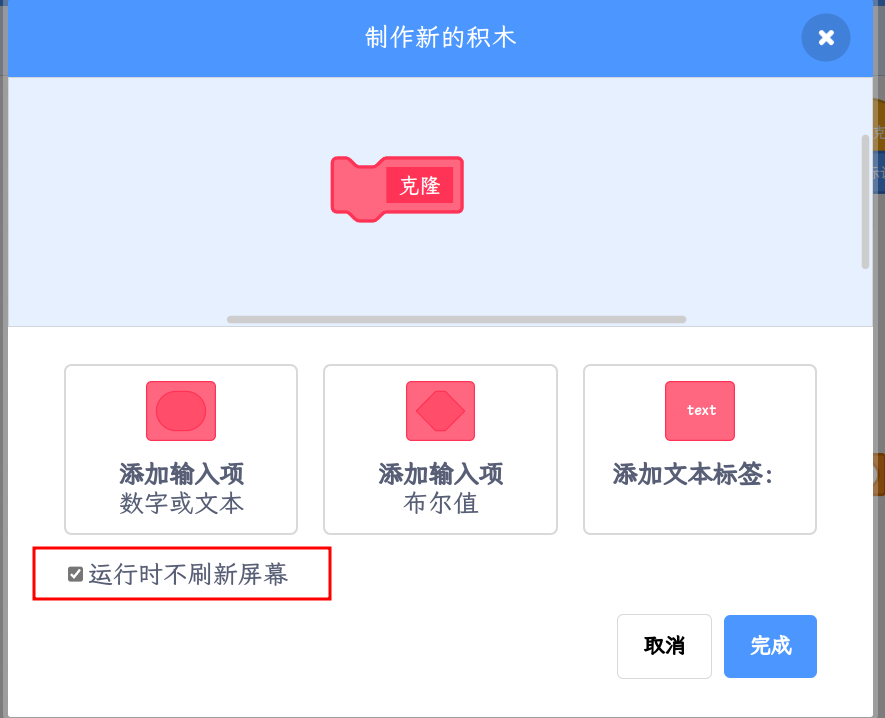 制作新的积木
克隆
text
添加输入项
数字或文本
添加输入项
布尔值
添加文本标签:
运行时不刷新屏幕
取消
完成